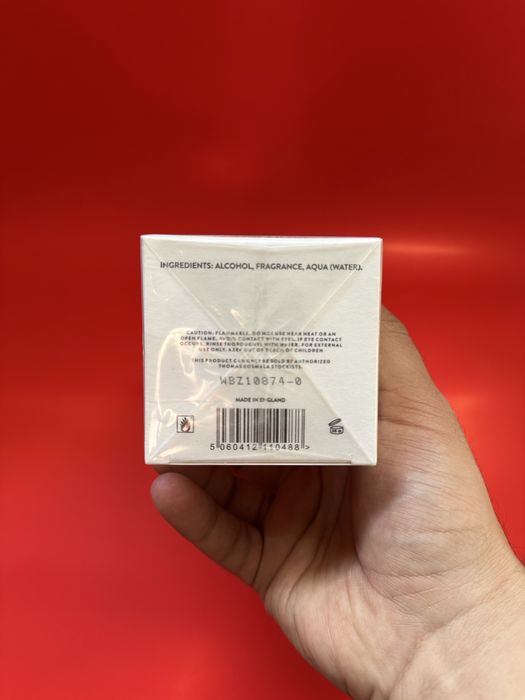 INGREDIENTS: ALCOHOL, FRAGRANCE, AQUA (WATER).
CAUTION: FLAMMABLE. DO NOT USE NEAR HEAT OR AN
OPEN FLAME. AVOID CONTACT WITH EYES. IF EYE CONTACT
OCCURS, RINSE THOROUGHLY WITH WATER. FOR EXTERNAL
USE ONLY. KEEP OUT OF REACH OF CHILDREN
THIS PRODUCT CAN ONLY BE SOLD BY AUTHORIZED
THOMAS KOSMALA STOCKISTS.
WBZ10874-0
MADE IN ENGLAND
5 060412 110488 >